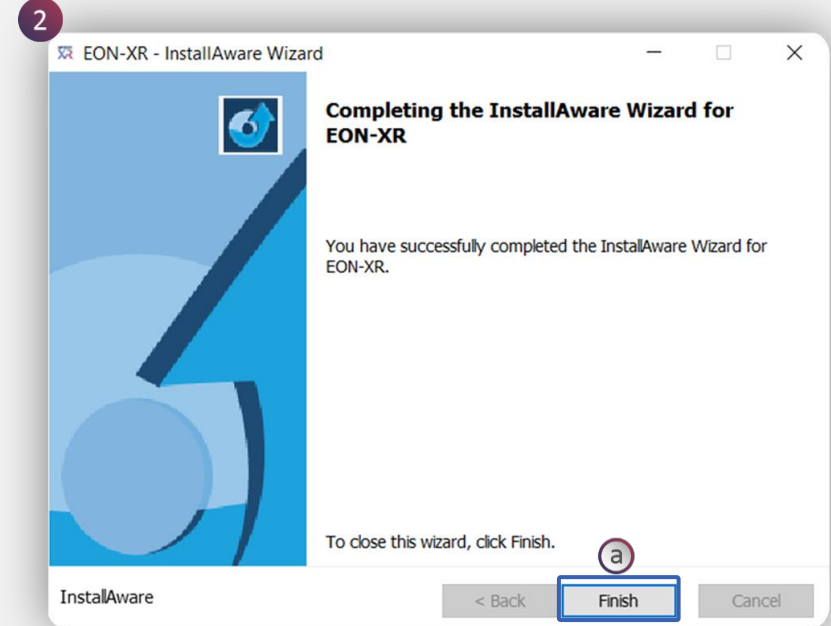 2
XR EON-XR - InstallAware Wizard
Completing the InstallAware Wizard for
EON-XR
You have successfully completed the InstallAware Wizard for
EON-XR.
To close this wizard, click Finish.
a
InstallAware
< Back Finish Cancel